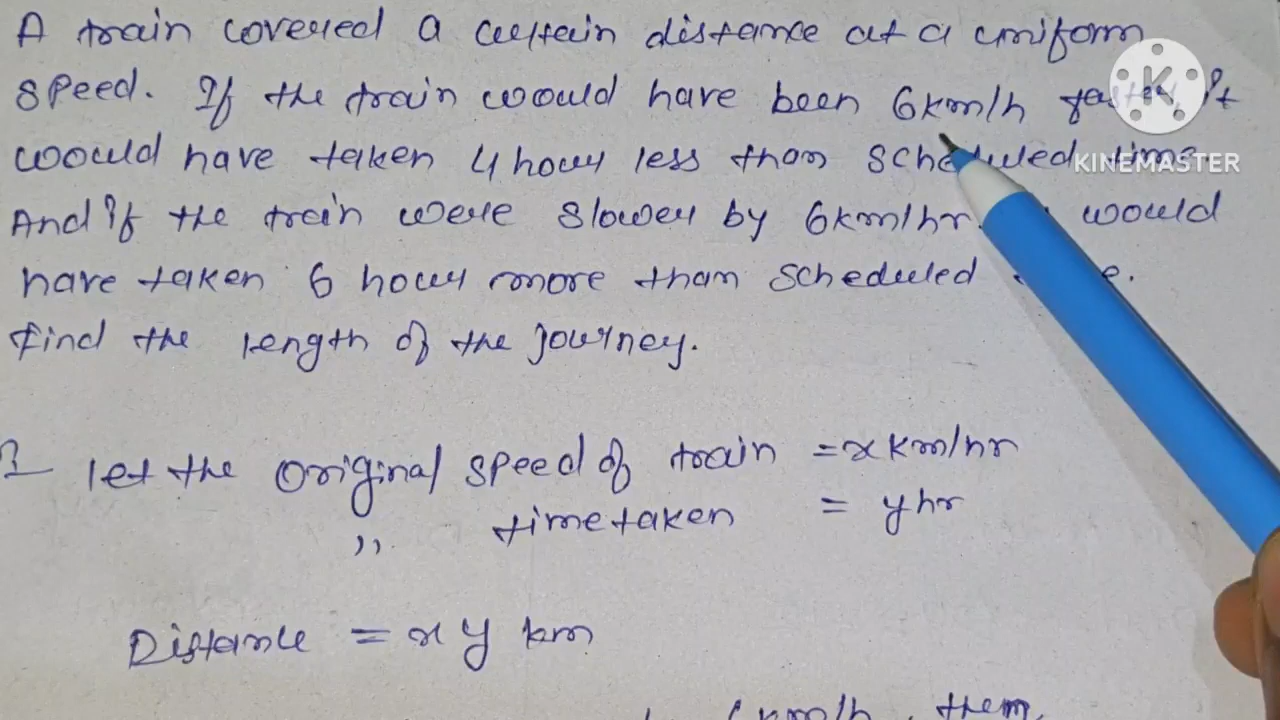 A train covered a certain distance at a uniform
speed. If the train would have been 6km/h it
would have taken 4 hour less than scheduled time.
And if the train were slower by 6km/hr. would
have taken 6 hour more than scheduled
find the length of the journey.
let the original speed of train = x km/hr
,, time taken = y hr
Distance = x y km
km/h, them,
K
KINEMASTER